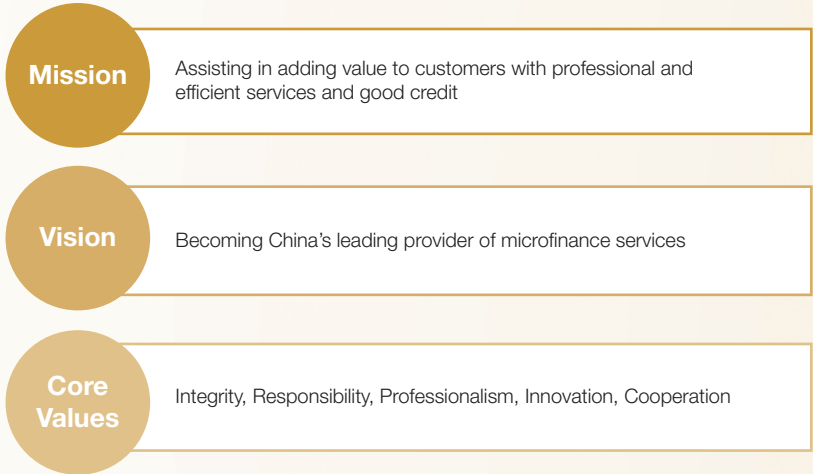 Mission
Assisting in adding value to customers with professional and
efficient services and good credit
Vision
Becoming China’s leading provider of microfinance services
Core
Values
Integrity, Responsibility, Professionalism, Innovation, Cooperation